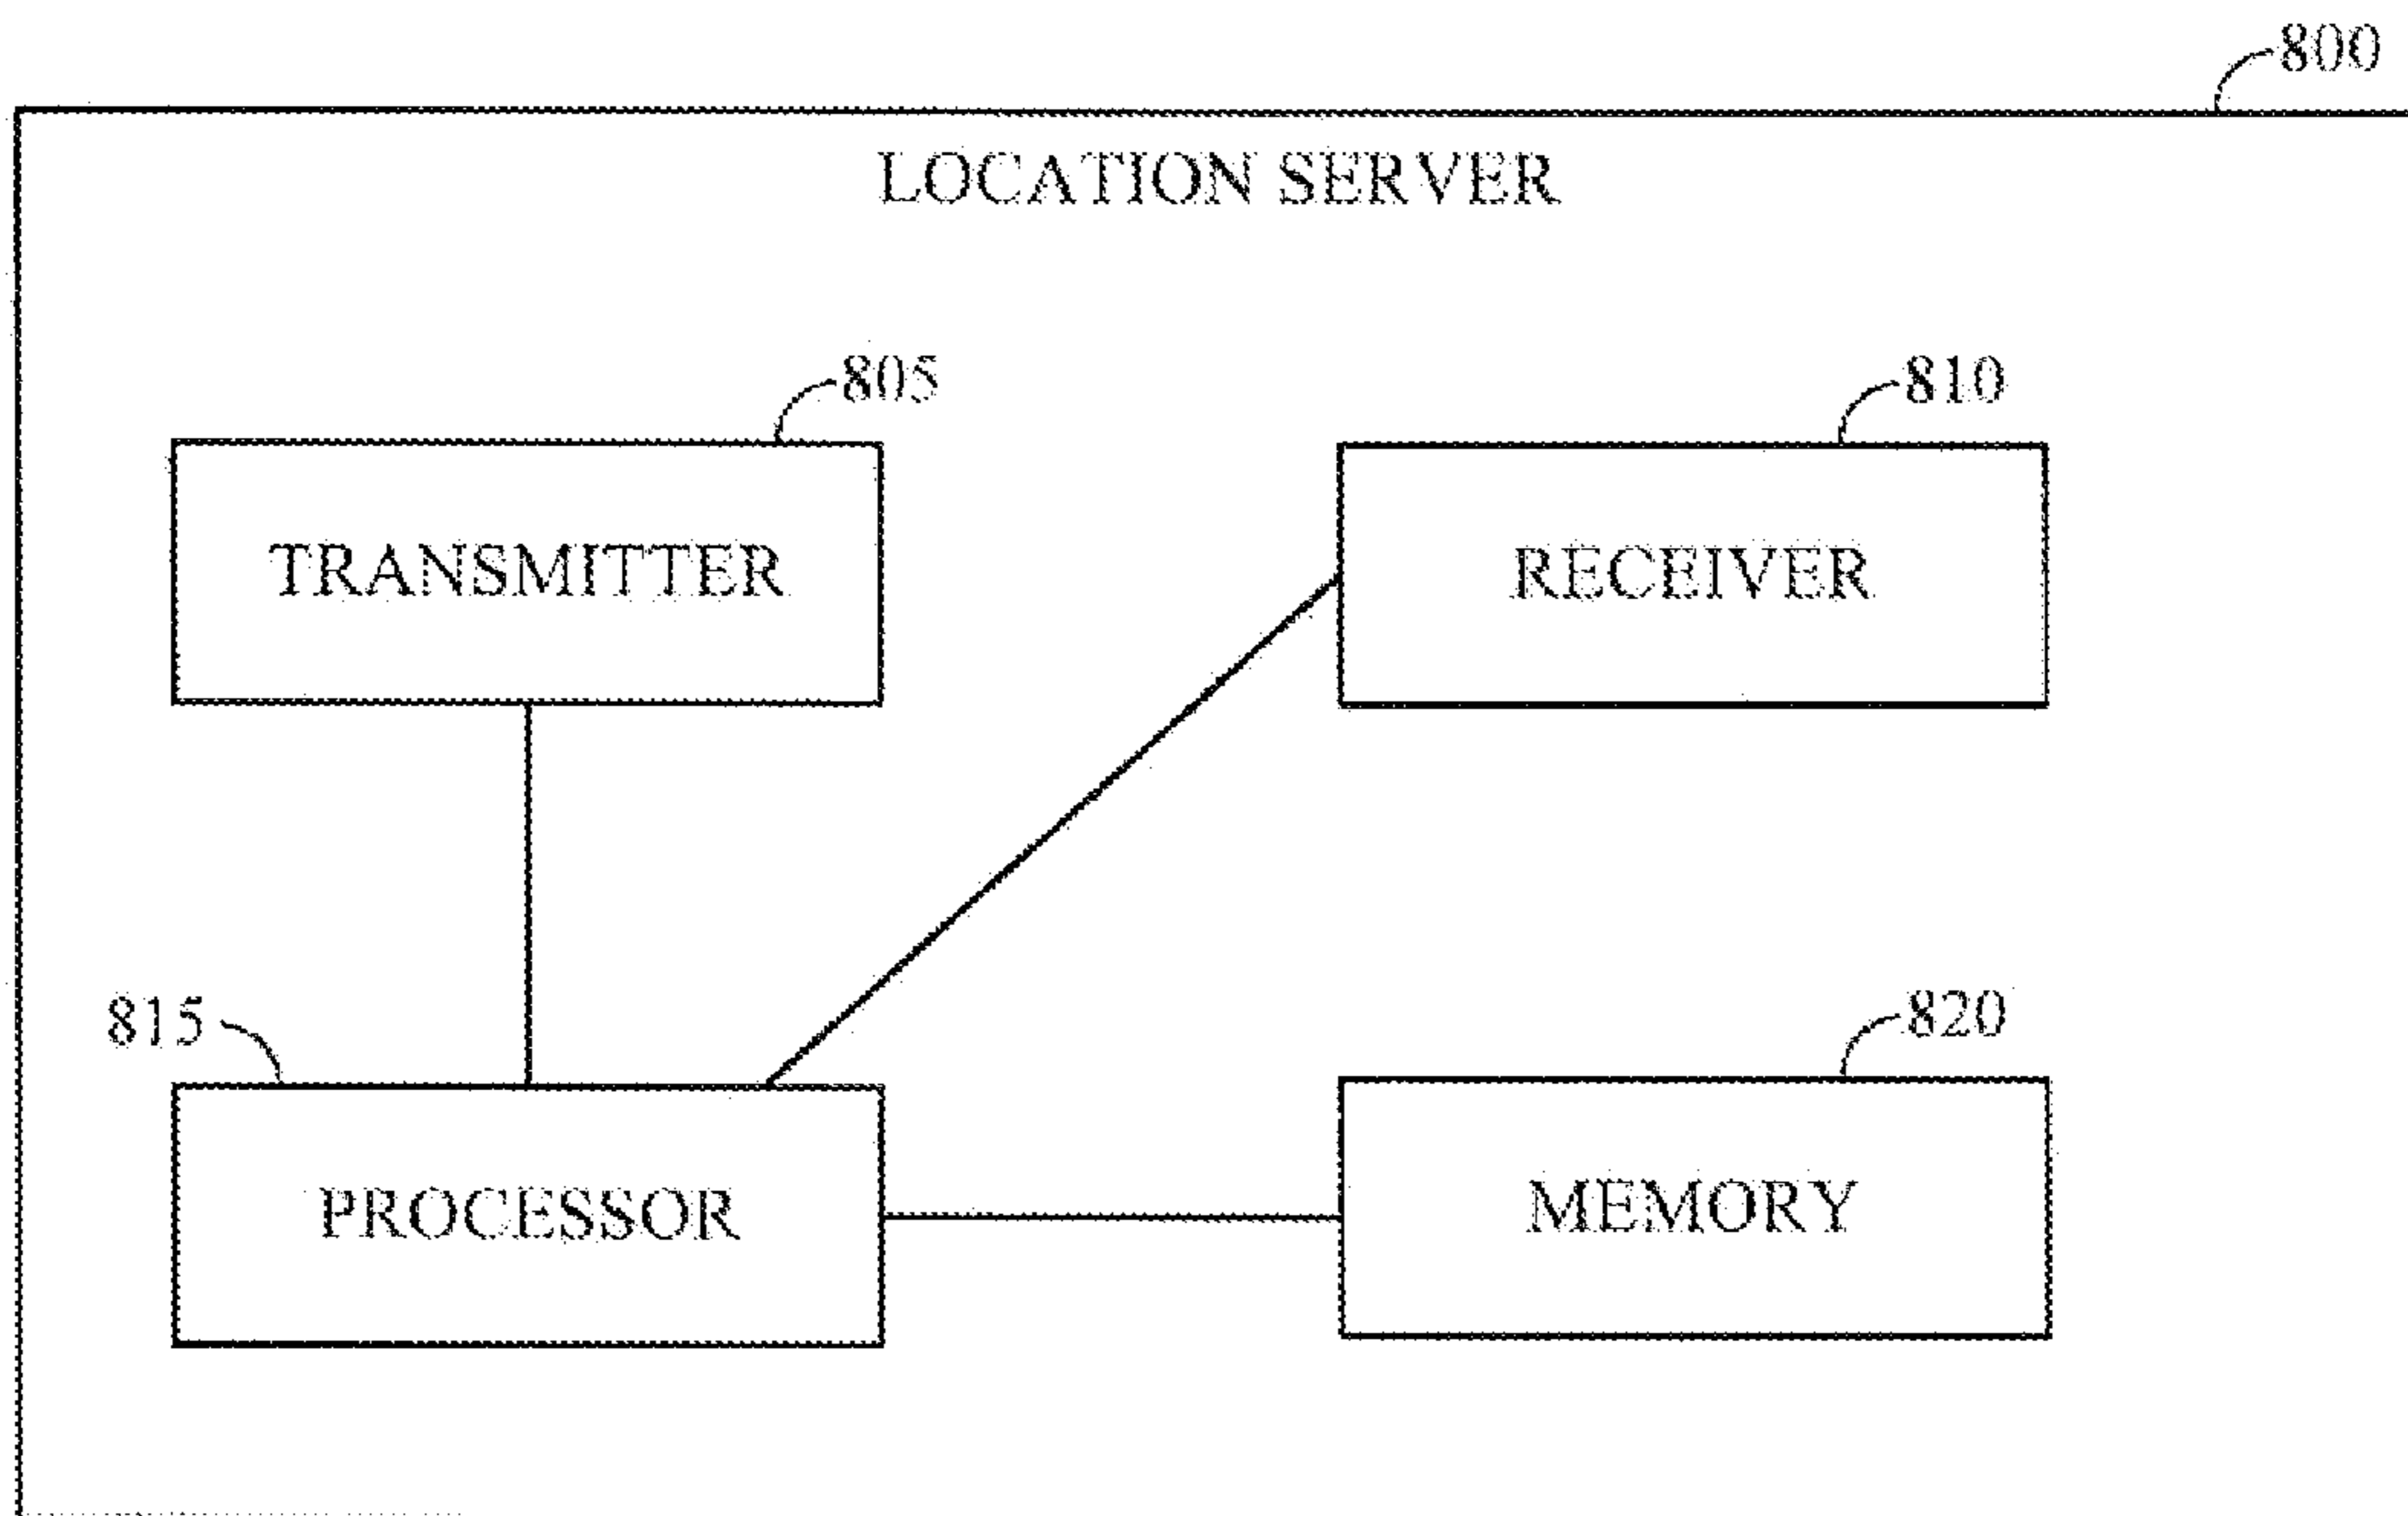 800
LOCATION SERVER
805
810
TRANSMITTER
RECEIVER
815
820
PROCESSOR
MEMORY